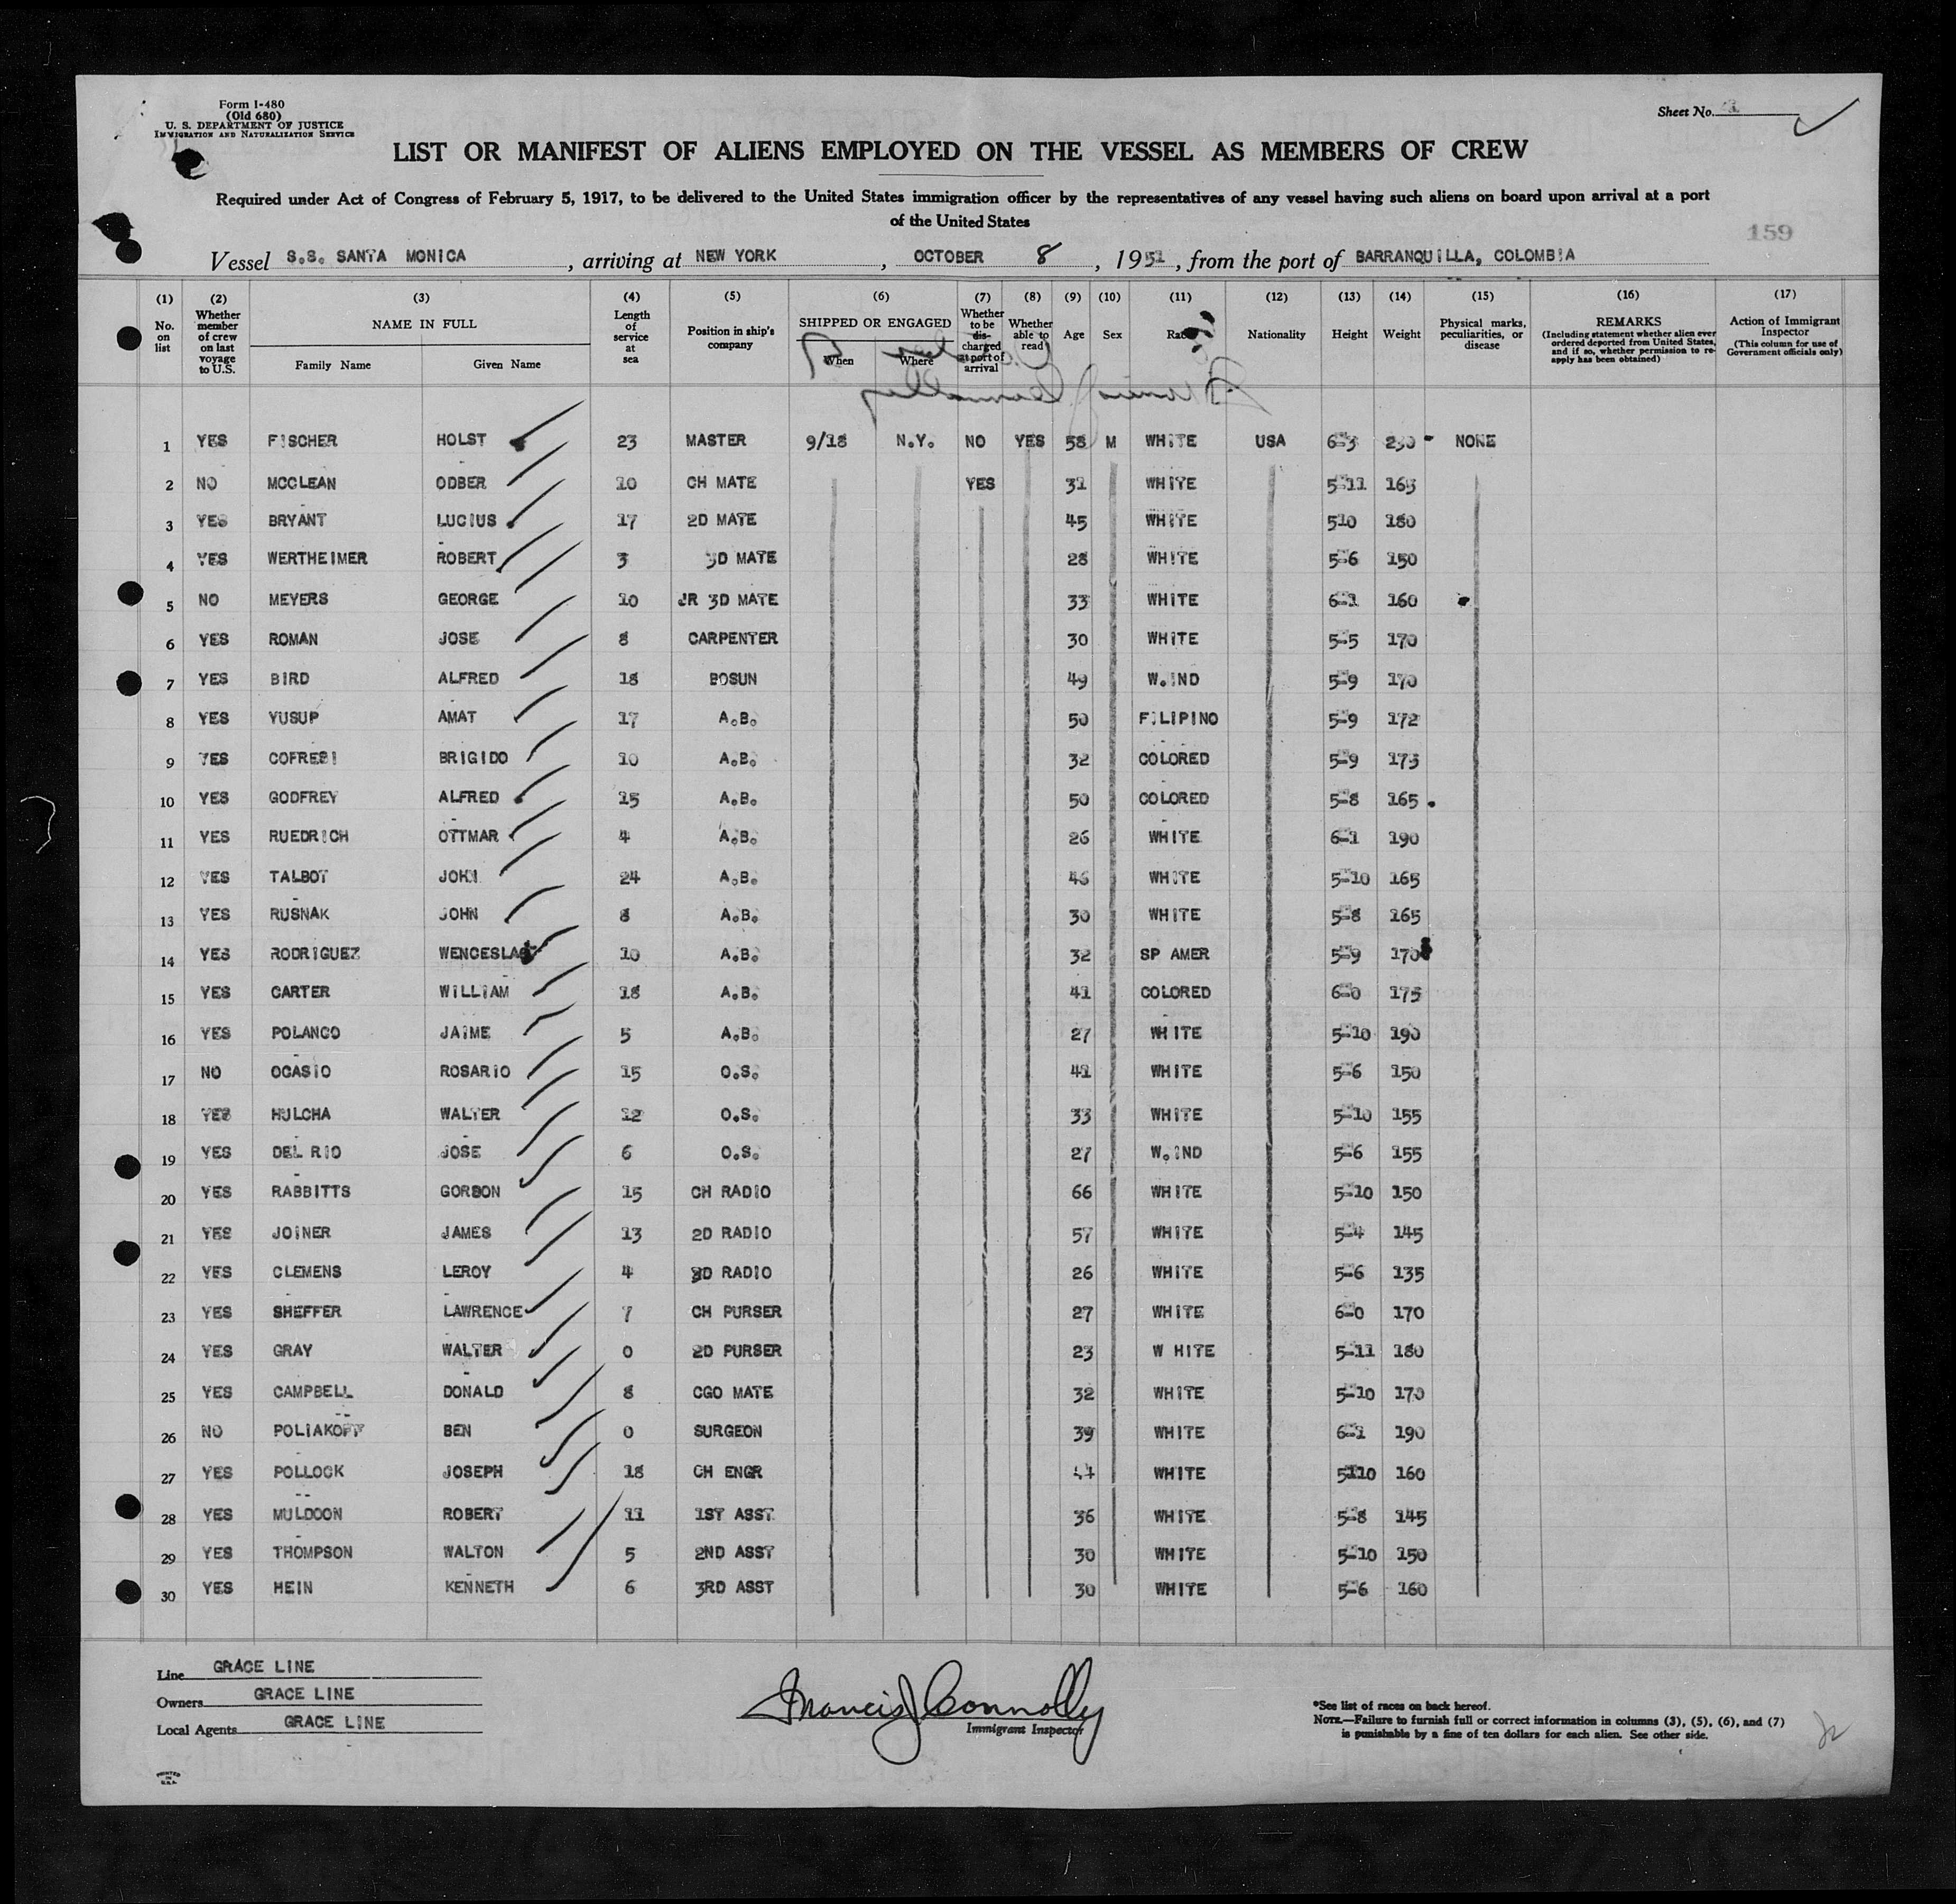 Form I-480
(Old 680)
U. S. DEPARTMENT OF JUSTICE
IMMIGRATION AND NATURALIZATION SERVICE
Sheet No.
LIST OR MANIFEST OF ALIENS EMPLOYED ON THE VESSEL AS MEMBERS OF CREW
Required under Act of Congress of February 5, 1917, to be delivered to the United States immigration officer by the representatives of any vessel having such aliens on board upon arrival at a port
of the United States
159
Vessel S.S. SANTA MONICA, arriving at NEW YORK, OCTOBER 8, 1951, from the port of BARRANQUILLA, COLOMBIA
(1) No. on list
(2) Whether member of crew on last voyage to U.S.
(3) NAME IN FULL
Family Name
Given Name
(4) Length of service at sea
(5) Position in ship's company
(6) SHIPPED OR ENGAGED
When
Where
(7) Whether to be discharged at port of arrival
(8) Whether able to read
(9) Age
(10) Sex
(11) Race
(12) Nationality
(13) Height
(14) Weight
(15) Physical marks, peculiarities, or disease
(16) REMARKS
(Including statement whether alien ever ordered deported from United States, and if so, whether permission to re-apply has been obtained)
(17) Action of Immigrant Inspector
(This column for use of Government officials only)
1 YES FISCHER HOLST 23 MASTER 9/18 N.Y. NO YES 58 M WHITE USA 6-3 230 NONE
2 NO MCCLEAN ODBER 10 CH MATE YES 31 WHITE 5-11 165
3 YES BRYANT LUCIUS 17 2D MATE 45 WHITE 510 180
4 YES WERTHEIMER ROBERT 3 3D MATE 28 WHITE 5-6 150
5 NO MEYERS GEORGE 10 JR 3D MATE 33 WHITE 6-1 160
6 YES ROMAN JOSE 8 CARPENTER 30 WHITE 5-5 170
7 YES BIRD ALFRED 18 BOSUN 49 W.IND 5-9 170
8 YES YUSUP AMAT 17 A.B. 50 FILIPINO 5-9 172
9 YES COFRESI BRIGIDO 10 A.B. 32 COLORED 5-9 175
10 YES GODFREY ALFRED 15 A.B. 50 COLORED 5-8 165
11 YES RUEDRICH OTTMAR 4 A.B. 26 WHITE 6-1 190
12 YES TALBOT JOHN 24 A.B. 46 WHITE 5-10 165
13 YES RUSNAK JOHN 8 A.B. 30 WHITE 5-8 165
14 YES RODRIGUEZ WENCESLAO 10 A.B. 32 SP AMER 5-9 170
15 YES CARTER WILLIAM 18 A.B. 41 COLORED 6-0 175
16 YES POLANCO JAIME 5 A.B. 27 WHITE 5-10 190
17 NO OCASIO ROSARIO 15 O.S. 41 WHITE 5-6 150
18 YES HULCHA WALTER 12 O.S. 33 WHITE 5-10 155
19 YES DEL RIO JOSE 6 O.S. 27 W.IND 5-6 155
20 YES RABBITTS GORDON 15 CH RADIO 66 WHITE 5-10 150
21 YES JOINER JAMES 13 2D RADIO 57 WHITE 5-4 145
22 YES CLEMENS LEROY 4 3D RADIO 26 WHITE 5-6 135
23 YES SHEFFER LAWRENCE 7 CH PURSER 27 WHITE 6-0 170
24 YES GRAY WALTER 0 2D PURSER 23 W HITE 5-11 180
25 YES CAMPBELL DONALD 8 CGO MATE 32 WHITE 5-10 170
26 NO POLIAKOFF BEN 0 SURGEON 39 WHITE 6-1 190
27 YES POLLOCK JOSEPH 18 CH ENGR WHITE 5-10 160
28 YES MULDOON ROBERT 11 1ST ASST 36 WHITE 5-8 145
29 YES THOMPSON WALTON 5 2ND ASST 30 WHITE 5-10 150
30 YES HEIN KENNETH 6 3RD ASST 30 WHITE 5-6 160
Line GRACE LINE
Owners GRACE LINE
Local Agents GRACE LINE
Francis J Connolly
Immigrant Inspector
*See list of races on back hereof.
NOTE.—Failure to furnish full or correct information in columns (3), (5), (6), and (7)
is punishable by a fine of ten dollars for each alien. See other side.
PRINTED IN U.S.A.